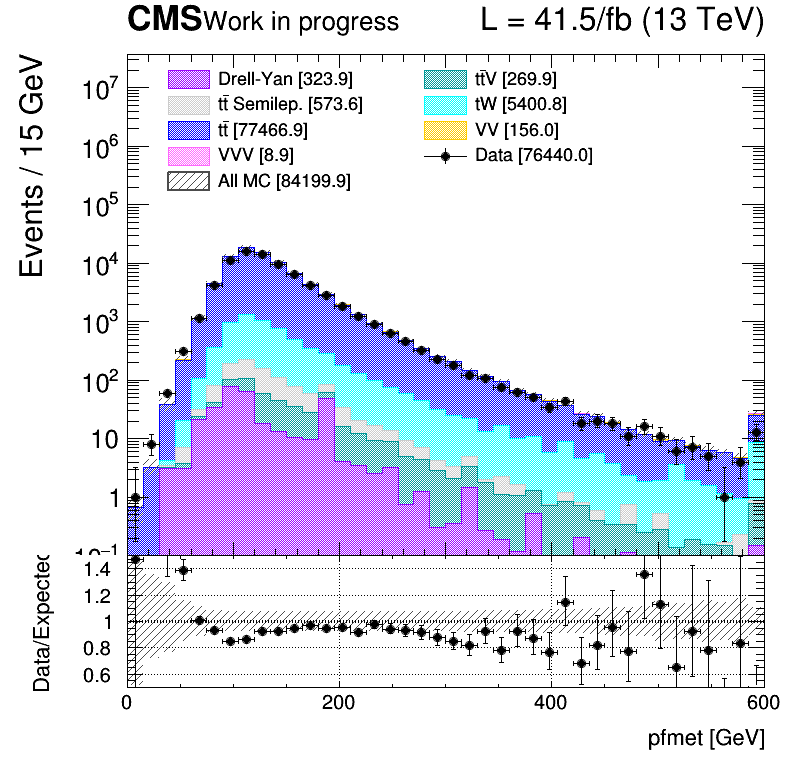 CMS Work in progress L = 41.5/fb (13 TeV)
Events / 15 GeV
Drell-Yan [323.9]
tt̄ Semilep. [573.6]
tt̄ [77466.9]
VVV [8.9]
All MC [84199.9]
tt̄V [269.9]
tW [5400.8]
VV [156.0]
Data [76440.0]
10⁷
10⁶
10⁵
10⁴
10³
10²
10
1
10⁻¹
Data/Expected
1.4
1.2
1
0.8
0.6
0 200 400 600
pfmet [GeV]